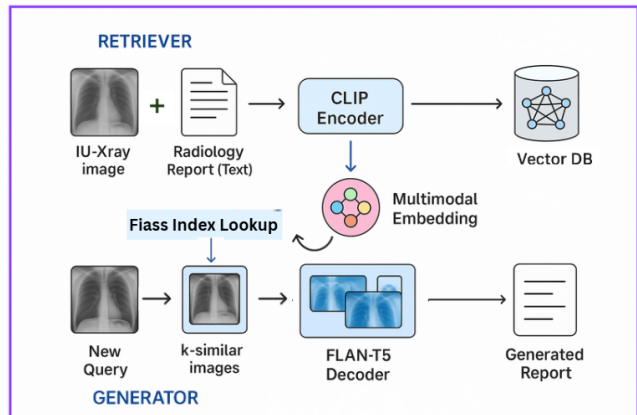 RETRIEVER
IU-Xray
image
+
Radiology
Report (Text)
CLIP
Encoder
Vector DB
Multimodal
Embedding
Fiass Index Lookup
New
Query
k-similar
images
FLAN-T5
Decoder
Generated
Report
GENERATOR